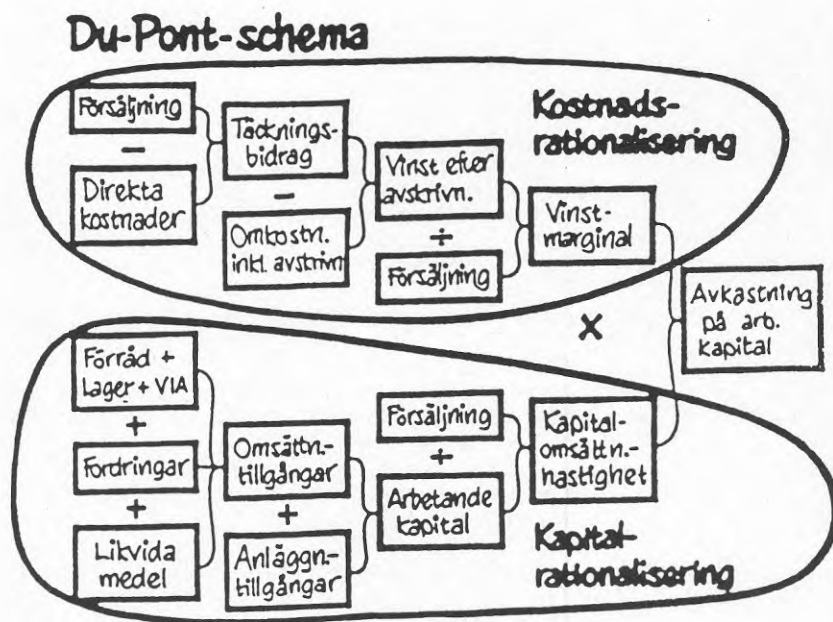 Du-Pont-schema
Kostnads-
rationalisering
Försäljning
–
Direkta
kostnader
Täcknings-
bidrag
–
Omkostn.
inkl. avstrivn
Vinst efter
avskrivn.
÷
Försäljning
Vinst-
marginal
×
Avkastning
på arb.
kapital
Förråd +
Lager + VIA
+
Fordringar
+
Likvida
medel
Omsättn.-
tillgångar
+
Anläggn.-
tillgångar
Försäljning
÷
Arbetande
kapital
Kapital-
omsättn.-
hastighet
Kapital-
rationalisering